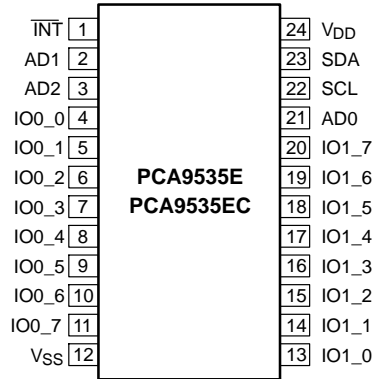 I̅N̅T̅ 1 24 VDD
AD1 2 23 SDA
AD2 3 22 SCL
IO0_0 4 21 AD0
IO0_1 5 20 IO1_7
IO0_2 6 PCA9535E 19 IO1_6
IO0_3 7 PCA9535EC 18 IO1_5
IO0_4 8 17 IO1_4
IO0_5 9 16 IO1_3
IO0_6 10 15 IO1_2
IO0_7 11 14 IO1_1
VSS 12 13 IO1_0